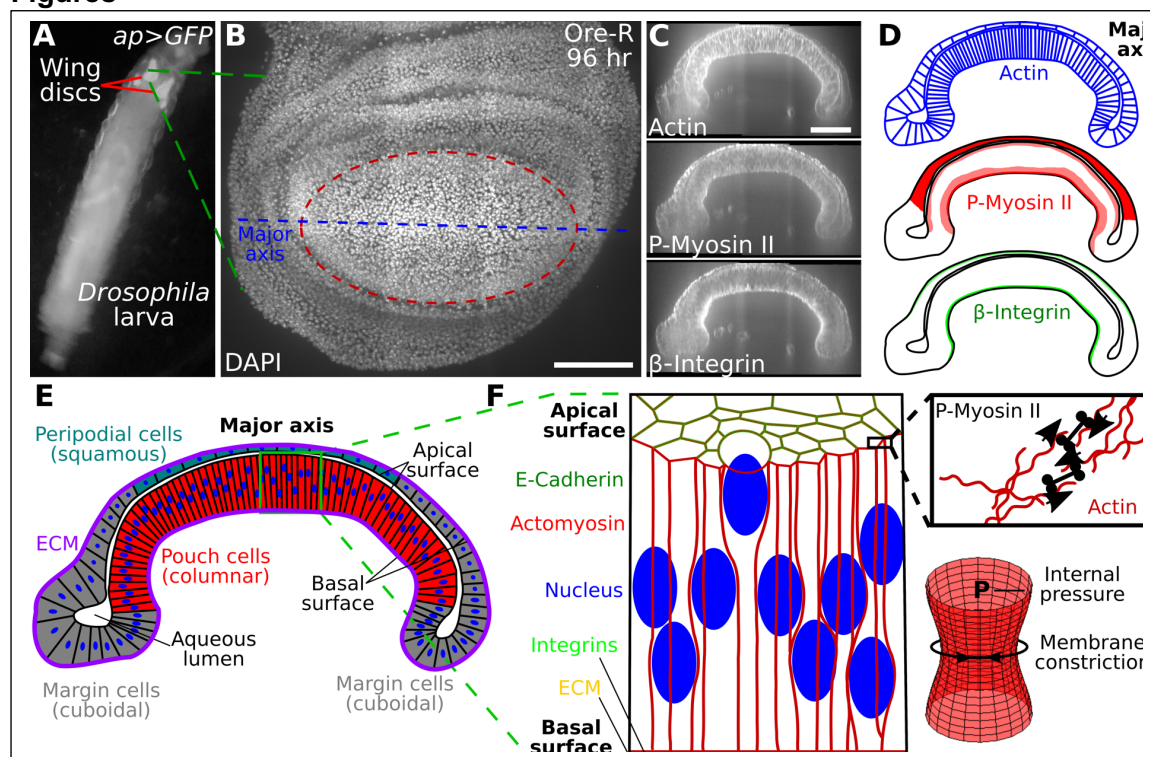 Figures
A
ap>GFP
Wing
discs
Drosophila
larva
B
Ore-R
96 hr
Major
axis
DAPI
C
Actin
P-Myosin II
β-Integrin
D
Maj
ax
Actin
P-Myosin II
β-Integrin
E
Peripodial cells
(squamous)
Major axis
Apical
surface
ECM
Pouch cells
(columnar)
Basal
surface
Aqueous
lumen
Margin cells
(cuboidal)
Margin cells
(cuboidal)
F
Apical
surface
E-Cadherin
Actomyosin
Nucleus
Integrins
ECM
Basal
surface
P-Myosin II
Actin
P
Internal
pressure
Membrane
constriction